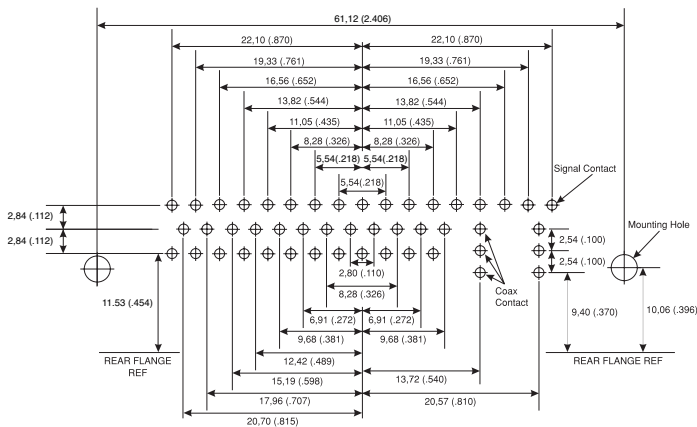 61,12 (2.406)
22,10 (.870) 22,10 (.870)
19,33 (.761) 19,33 (.761)
16,56 (.652) 16,56 (.652)
13,82 (.544) 13,82 (.544)
11,05 (.435) 11,05 (.435)
8,28 (.326) 8,28 (.326)
5,54(.218) 5,54(.218)
5,54(.218)
Signal Contact
2,84 (.112)
2,84 (.112)
Mounting Hole
2,54 (.100)
2,54 (.100)
2,80 (.110)
8,28 (.326)
Coax
Contact
11.53 (.454)
6,91 (.272) 6,91 (.272)
9,40 (.370)
10,06 (.396)
9,68 (.381) 9,68 (.381)
12,42 (.489)
REAR FLANGE
REF
REAR FLANGE REF
15,19 (.598)
13,72 (.540)
17,96 (.707)
20,57 (.810)
20,70 (.815)